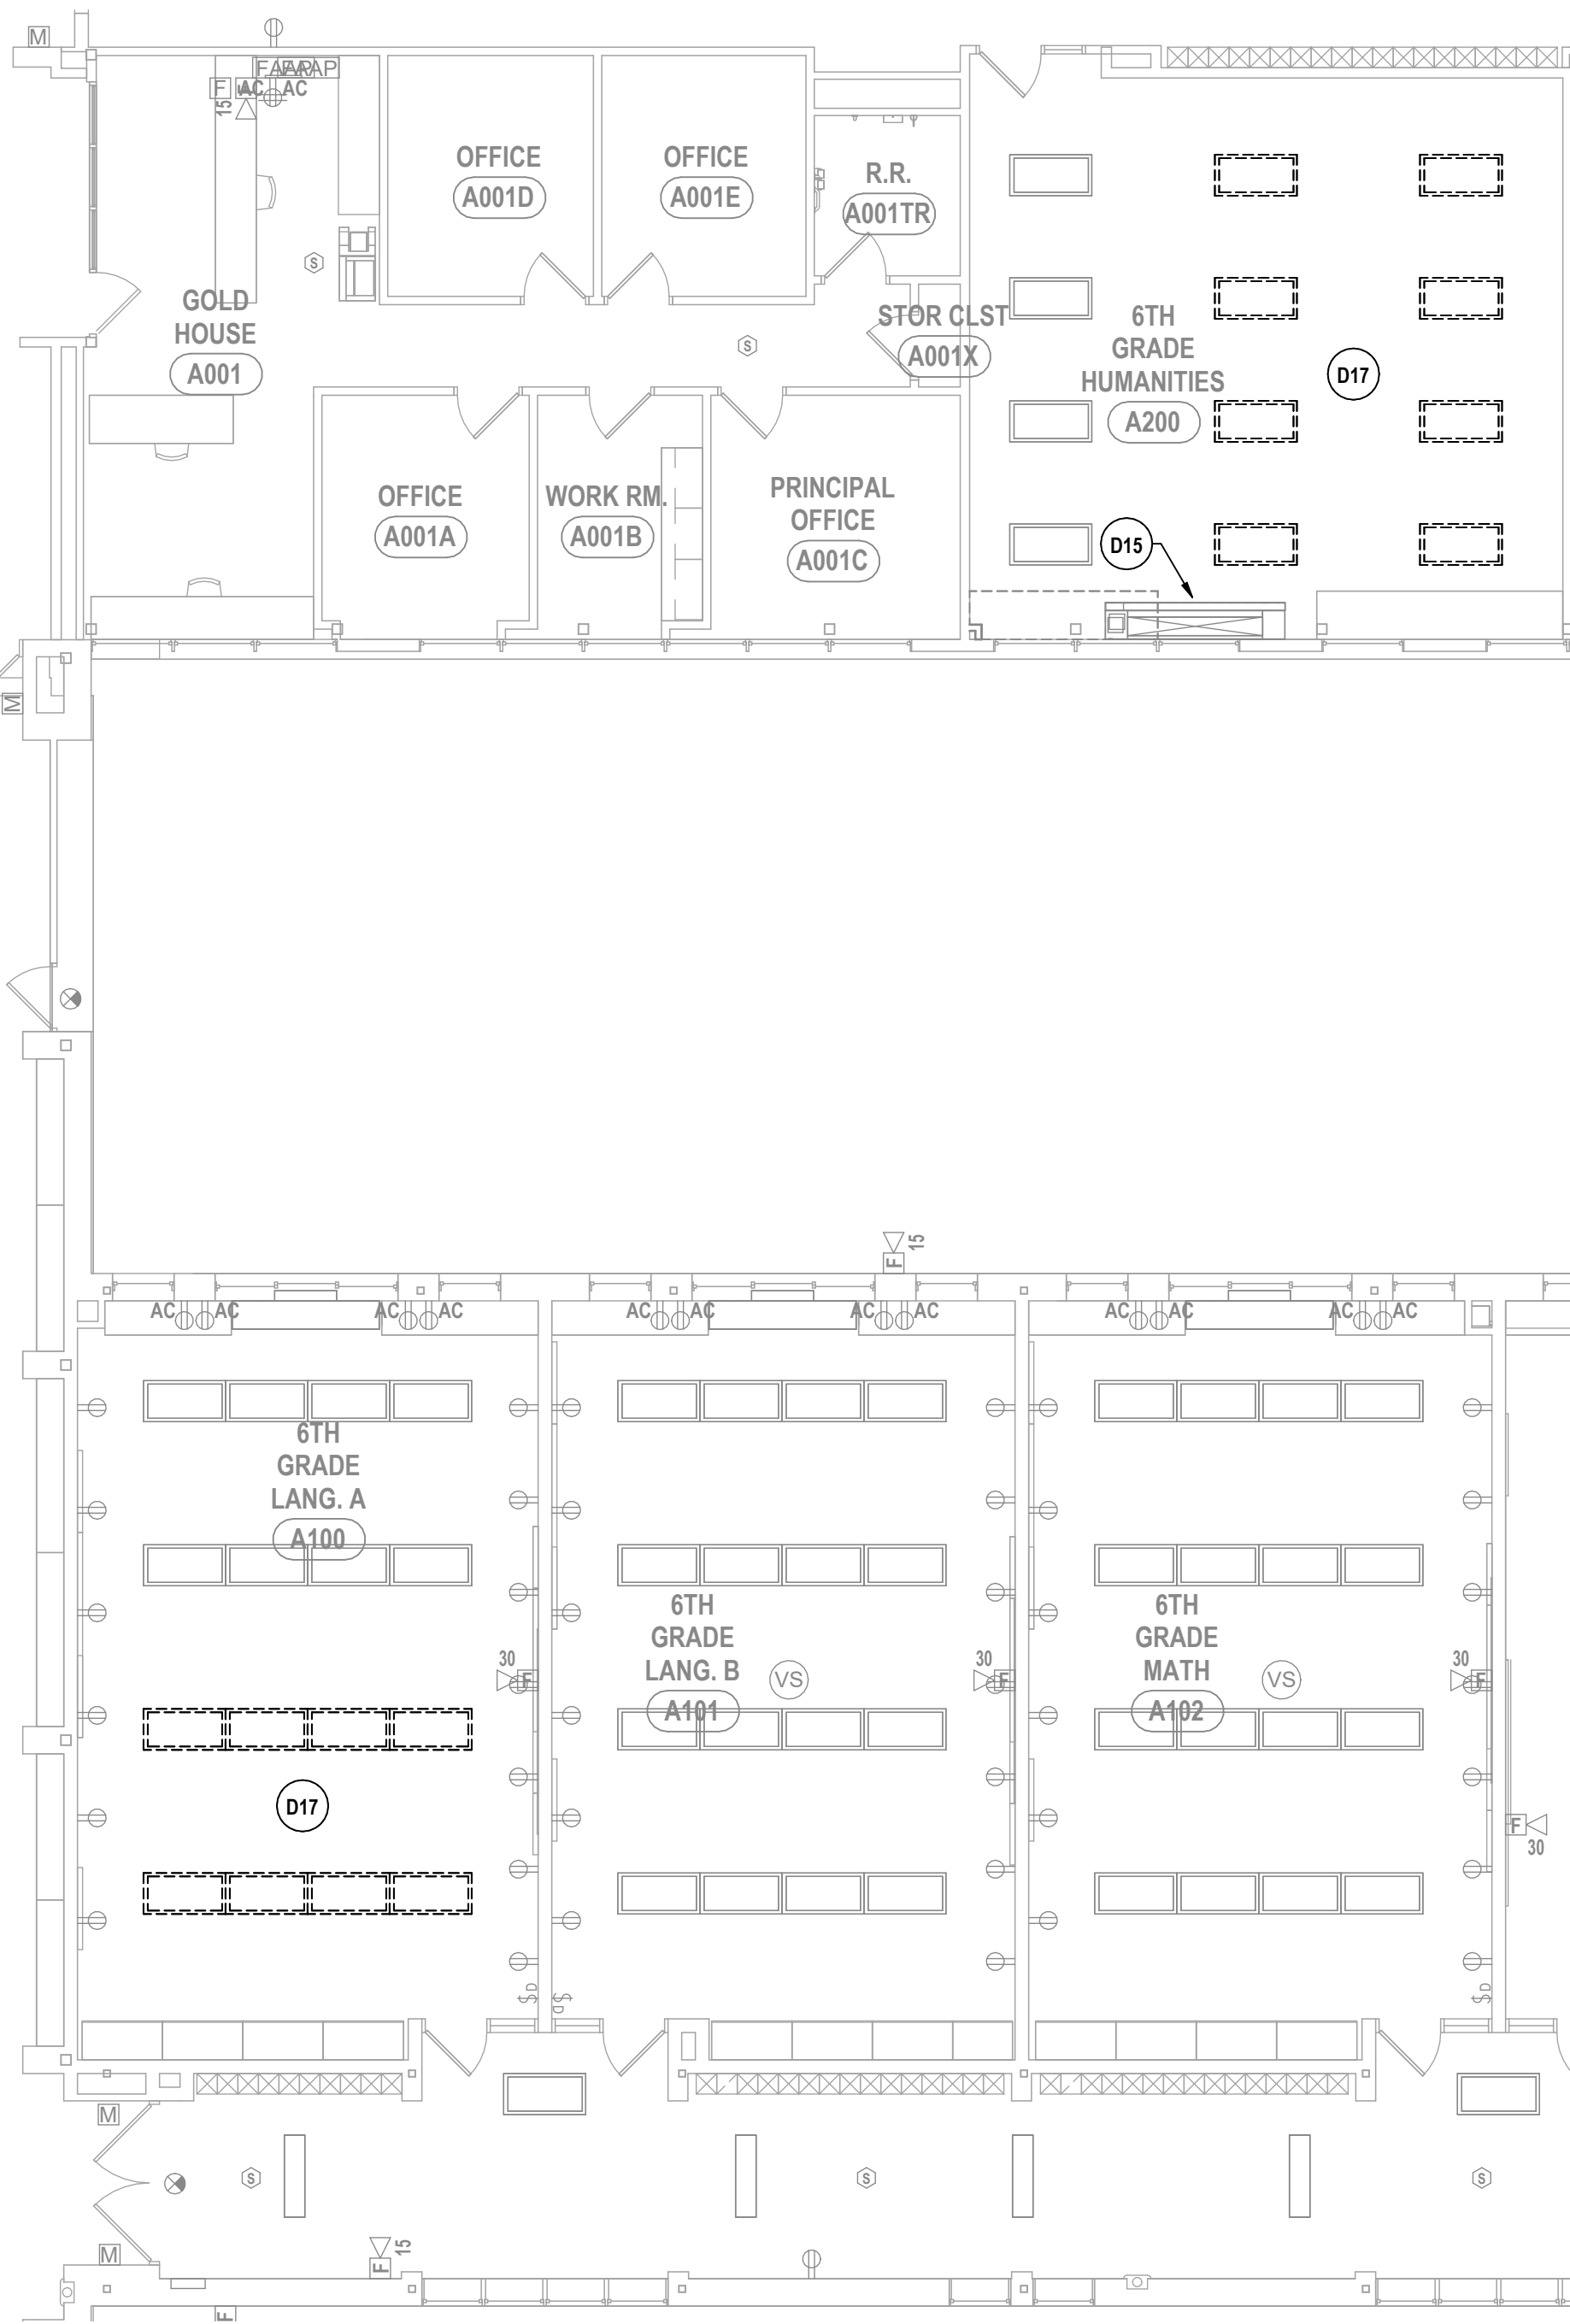 M
FAAP
F
AC
AC
15
OFFICE
A001D
OFFICE
A001E
R.R.
A001TR
S
GOLD
HOUSE
A001
S
STOR CLST
A001X
6TH
GRADE
HUMANITIES
A200
D17
OFFICE
A001A
WORK RM.
A001B
PRINCIPAL
OFFICE
A001C
D15
M
F
15
AC
AC
AC
AC
AC
AC
AC
AC
AC
AC
AC
AC
6TH
GRADE
LANG. A
A100
6TH
GRADE
LANG. B
A101
VS
6TH
GRADE
MATH
A102
VS
30
F
30
F
30
F
D17
F
30
$D
$D
$D
M
S
S
S
M
F
15
F